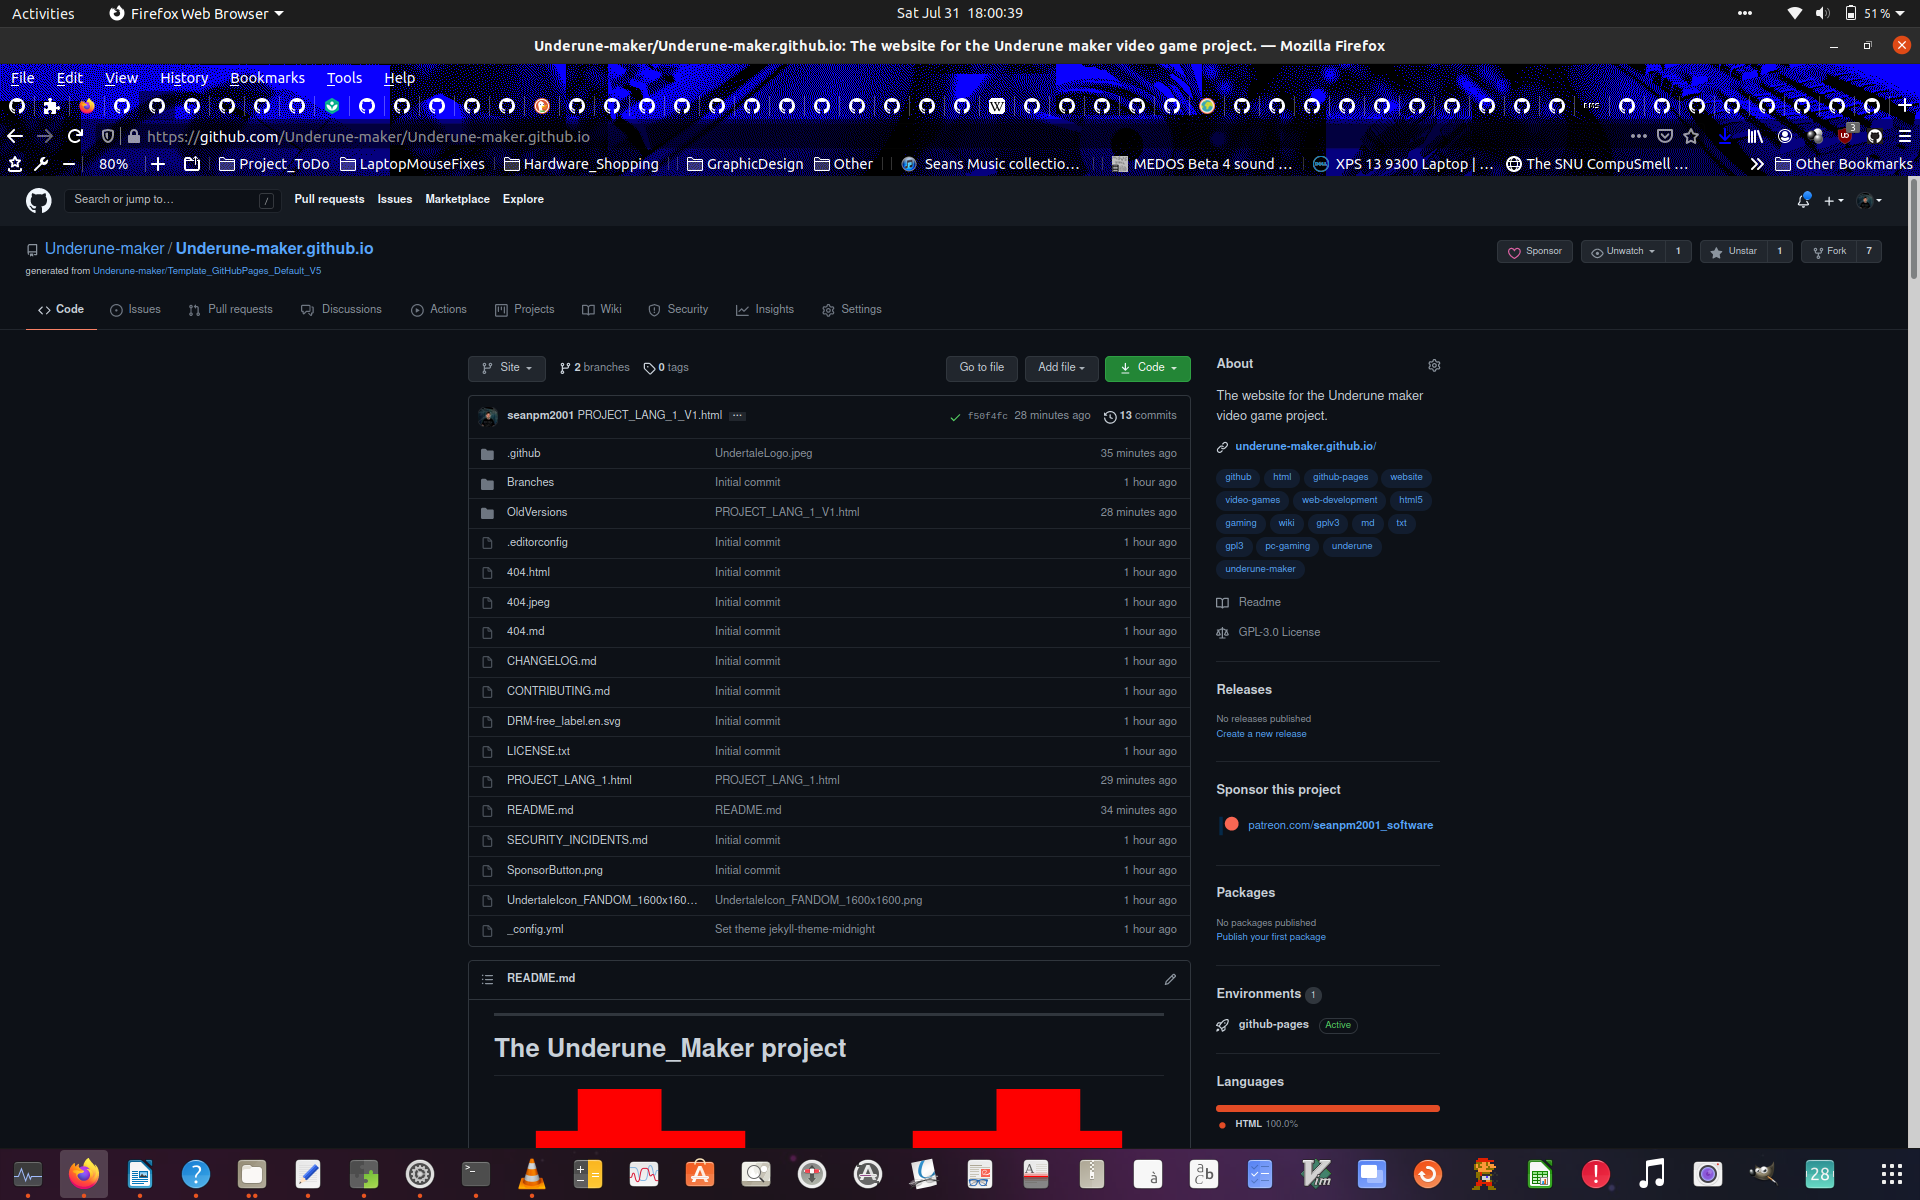 Activities Firefox Web Browser Sat Jul 31 18:00:39 51 %
Underune-maker/Underune-maker.github.io: The website for the Underune maker video game project. — Mozilla Firefox
File Edit View History Bookmarks Tools Help
https://github.com/Underune-maker/Underune-maker.github.io 3
80% Project_ToDo LaptopMouseFixes Hardware_Shopping GraphicDesign Other Seans Music collectio… MEDOS Beta 4 sound … XPS 13 9300 Laptop | … The SNU CompuSmell … Other Bookmarks
Search or jump to… / Pull requests Issues Marketplace Explore
Underune-maker / Underune-maker.github.io Sponsor Unwatch 1 Unstar 1 Fork 7
generated from Underune-maker/Template_GitHubPages_Default_V5
Code Issues Pull requests Discussions Actions Projects Wiki Security Insights Settings
Site 2 branches 0 tags Go to file Add file Code
seanpm2001 PROJECT_LANG_1_V1.html ··· f50f4fc 28 minutes ago 13 commits
.github UndertaleLogo.jpeg 35 minutes ago
Branches Initial commit 1 hour ago
OldVersions PROJECT_LANG_1_V1.html 28 minutes ago
.editorconfig Initial commit 1 hour ago
404.html Initial commit 1 hour ago
404.jpeg Initial commit 1 hour ago
404.md Initial commit 1 hour ago
CHANGELOG.md Initial commit 1 hour ago
CONTRIBUTING.md Initial commit 1 hour ago
DRM-free_label.en.svg Initial commit 1 hour ago
LICENSE.txt Initial commit 1 hour ago
PROJECT_LANG_1.html PROJECT_LANG_1.html 29 minutes ago
README.md README.md 34 minutes ago
SECURITY_INCIDENTS.md Initial commit 1 hour ago
SponsorButton.png Initial commit 1 hour ago
UndertaleIcon_FANDOM_1600x160… UndertaleIcon_FANDOM_1600x1600.png 1 hour ago
_config.yml Set theme jekyll-theme-midnight 1 hour ago
README.md
The Underune_Maker project
About
The website for the Underune maker
video game project.
underune-maker.github.io/
github html github-pages website
video-games web-development html5
gaming wiki gplv3 md txt
gpl3 pc-gaming underune
underune-maker
Readme
GPL-3.0 License
Releases
No releases published
Create a new release
Sponsor this project
patreon.com/seanpm2001_software
Packages
No packages published
Publish your first package
Environments 1
github-pages Active
Languages
HTML 100.0%
28